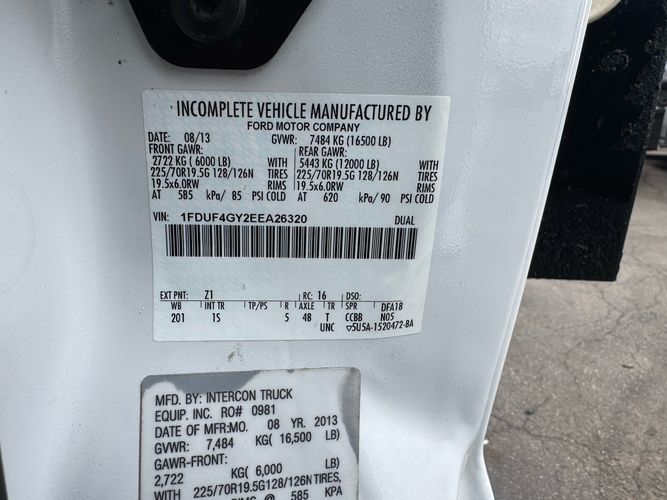 INCOMPLETE VEHICLE MANUFACTURED BY
FORD MOTOR COMPANY
DATE: 08/13 GVWR: 7484 KG (16500 LB)
FRONT GAWR: REAR GAWR:
2722 KG ( 6000 LB) WITH 5443 KG (12000 LB) WITH
225/70R19.5G 128/126N TIRES 225/70R19.5G 128/126N TIRES
19.5x6.0RW RIMS 19.5x6.0RW RIMS
AT 585 kPa/ 85 PSI COLD AT 620 kPa/ 90 PSI COLD
VIN: 1FDUF4GY2EEA26320 DUAL
EXT PNT: Z1 RC: 16 DSO:
WB INT TR TP/PS R AXLE TR SPR DFA18
201 1S 5 48 T CCBB N05
UNC 5U5A-1520472-BA
MFD. BY: INTERCON TRUCK
EQUIP. INC. RO# 0981
DATE OF MFR:MO. 08 YR. 2013
GVWR: 7,484 KG(16,500 LB)
GAWR-FRONT:
2,722 KG( 6,000 LB)
WITH 225/70R19.5G128/126N TIRES,
RIMS @ 585 KPA